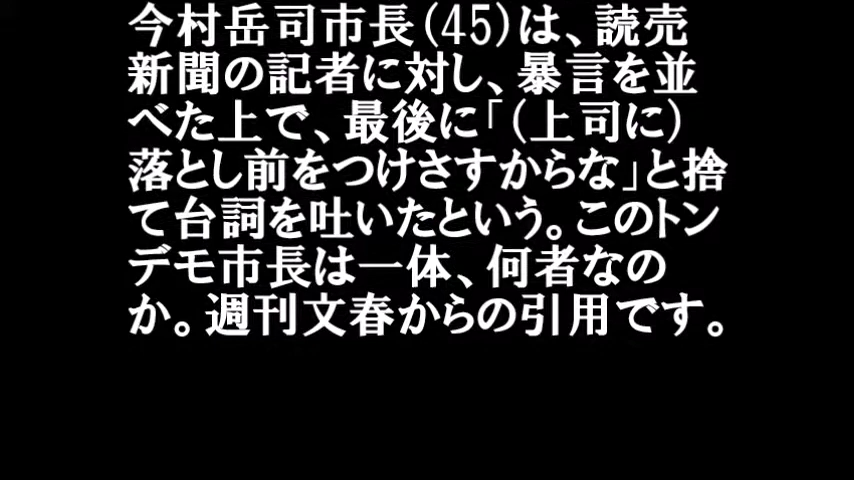 今村岳司市長(45)は、読売
新聞の記者に対し、暴言を並
べた上で、最後に「(上司に)
落とし前をつけさすからな」と捨
て台詞を吐いたという。このトン
デモ市長は一体、何者なの
か。週刊文春からの引用です。